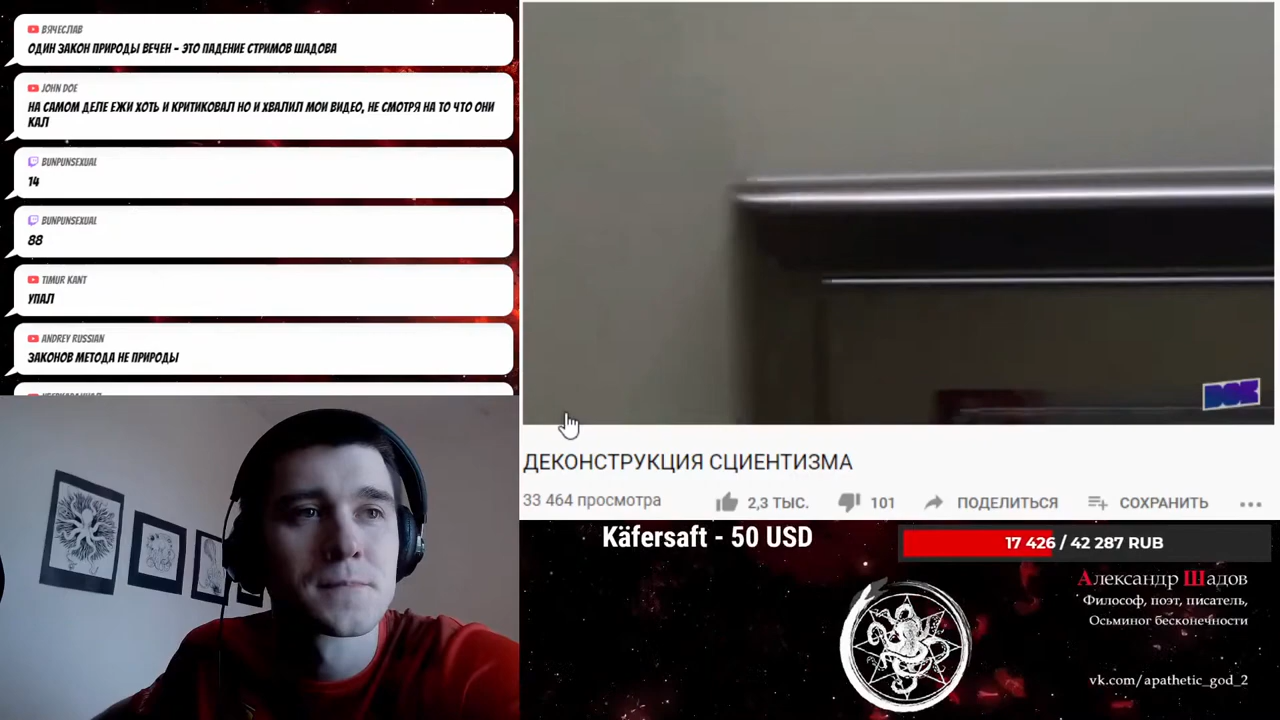 ВЯЧЕСЛАВ
ОДИН ЗАКОН ПРИРОДЫ ВЕЧЕН - ЭТО ПАДЕНИЕ СТРИМОВ ШАДОВА
JOHN DOE
НА САМОМ ДЕЛЕ ЕЖИ ХОТЬ И КРИТИКОВАЛ НО И ХВАЛИЛ МОИ ВИДЕО, НЕ СМОТРЯ НА ТО ЧТО ОНИ
КАЛ
BUNPUNSEXUAL
14
BUNPUNSEXUAL
88
TIMUR KANT
УПАЛ
ANDREY RUSSIAN
ЗАКОНОВ МЕТОДА НЕ ПРИРОДЫ
ДЕКОНСТРУКЦИЯ СЦИЕНТИЗМА
33 464 просмотра
2,3 ТЫС.
101
ПОДЕЛИТЬСЯ
СОХРАНИТЬ
Käfersaft - 50 USD
17 426 / 42 287 RUB
Александр Шадов
Философ, поэт, писатель,
Осьминог бесконечности
vk.com/apathetic_god_2